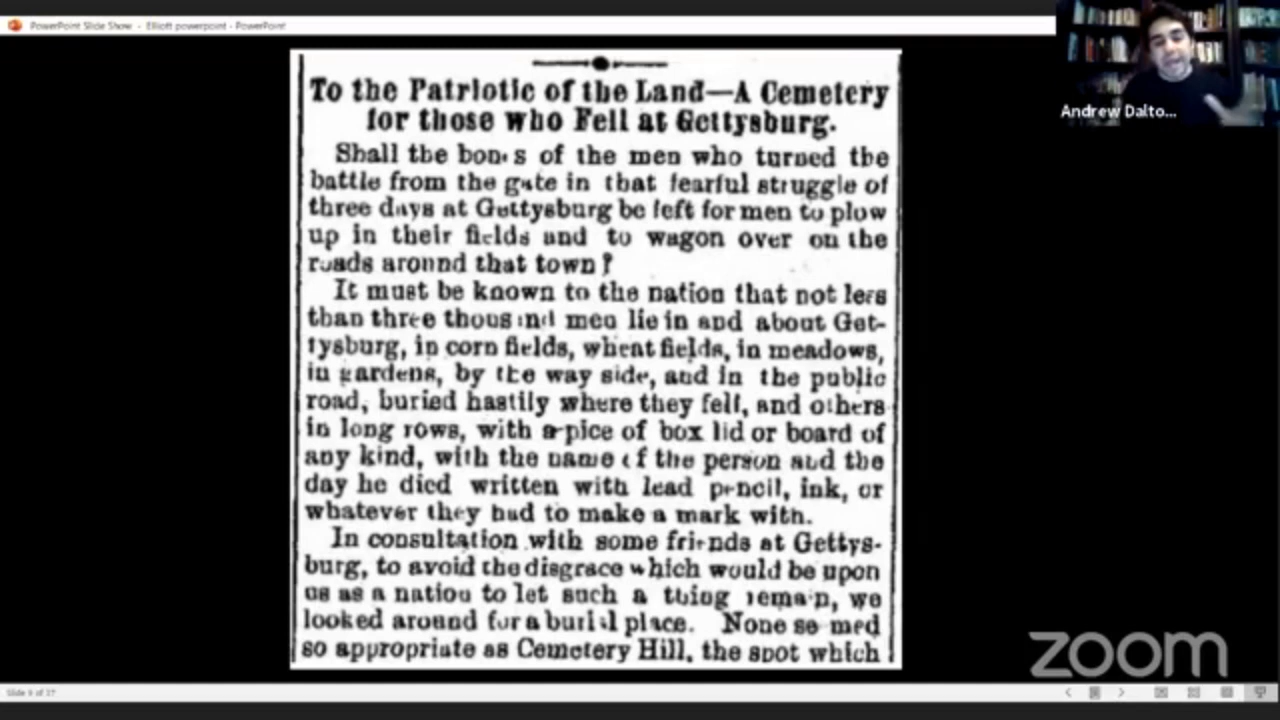 PowerPoint Slide Show - Elliott powerpoint - PowerPoint
Andrew Dalto...
To the Patriotic of the Land—A Cemetery
for those who Fell at Gettysburg.
Shall the bones of the men who turned the
battle from the gate in that fearful struggle of
three days at Gettysburg be left for men to plow
up in their fields and to wagon over on the
roads around that town?
It must be known to the nation that not less
than three thousand men lie in and about Get-
tysburg, in corn fields, wheat fields, in meadows,
in gardens, by the way side, and in the public
road, buried hastily where they fell, and others
in long rows, with a pice of box lid or board of
any kind, with the name of the person and the
day he died written with lead pencil, ink, or
whatever they had to make a mark with.
In consultation with some friends at Gettys-
burg, to avoid the disgrace which would be upon
us as a nation to let such a thing remain, we
looked around for a burial place. None seemed
so appropriate as Cemetery Hill, the spot which
zoom